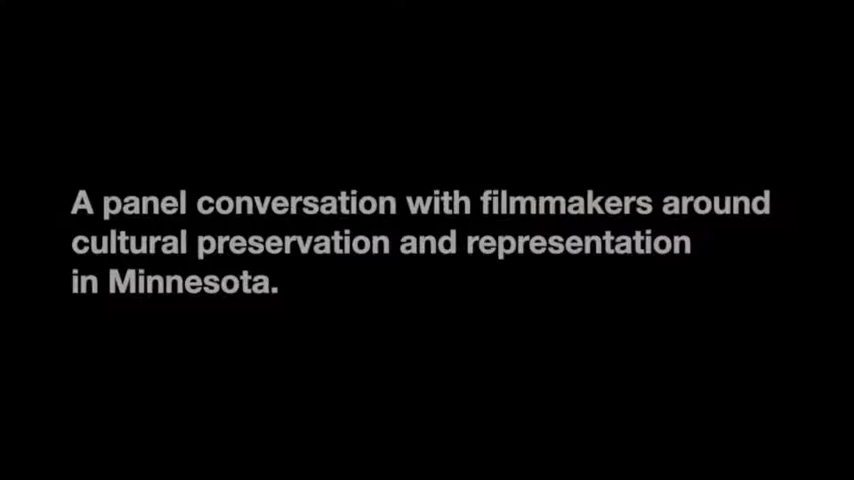 A panel conversation with filmmakers around
cultural preservation and representation
in Minnesota.